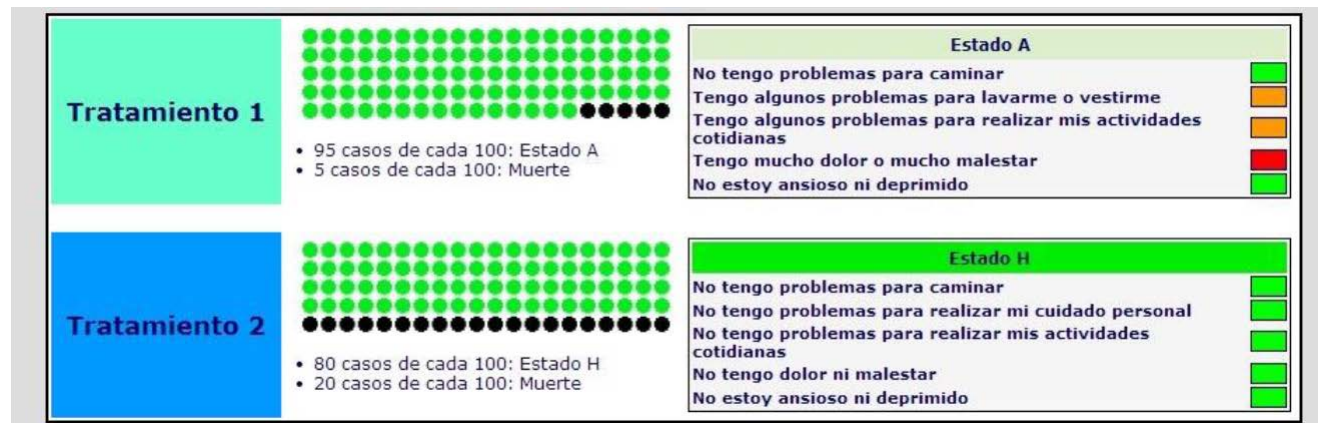 Tratamiento 1
• 95 casos de cada 100: Estado A
• 5 casos de cada 100: Muerte
Estado A
No tengo problemas para caminar
Tengo algunos problemas para lavarme o vestirme
Tengo algunos problemas para realizar mis actividades
cotidianas
Tengo mucho dolor o mucho malestar
No estoy ansioso ni deprimido
Tratamiento 2
• 80 casos de cada 100: Estado H
• 20 casos de cada 100: Muerte
Estado H
No tengo problemas para caminar
No tengo problemas para realizar mi cuidado personal
No tengo problemas para realizar mis actividades
cotidianas
No tengo dolor ni malestar
No estoy ansioso ni deprimido